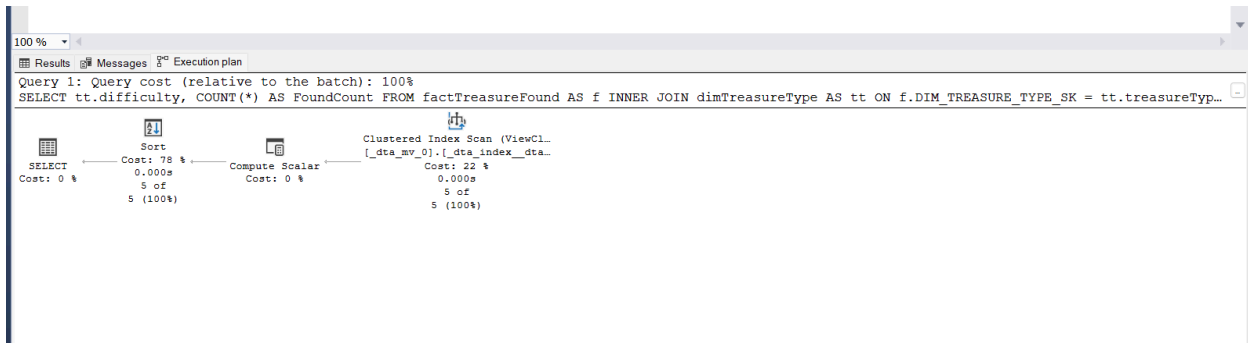 100 %
Results Messages Execution plan
Query 1: Query cost (relative to the batch): 100%
SELECT tt.difficulty, COUNT(*) AS FoundCount FROM factTreasureFound AS f INNER JOIN dimTreasureType AS tt ON f.DIM_TREASURE_TYPE_SK = tt.treasureTyp…
SELECT
Cost: 0 %
Sort
Cost: 78 %
0.000s
5 of
5 (100%)
Compute Scalar
Cost: 0 %
Clustered Index Scan (ViewCl…
[_dta_mv_0].[_dta_index__dta…
Cost: 22 %
0.000s
5 of
5 (100%)